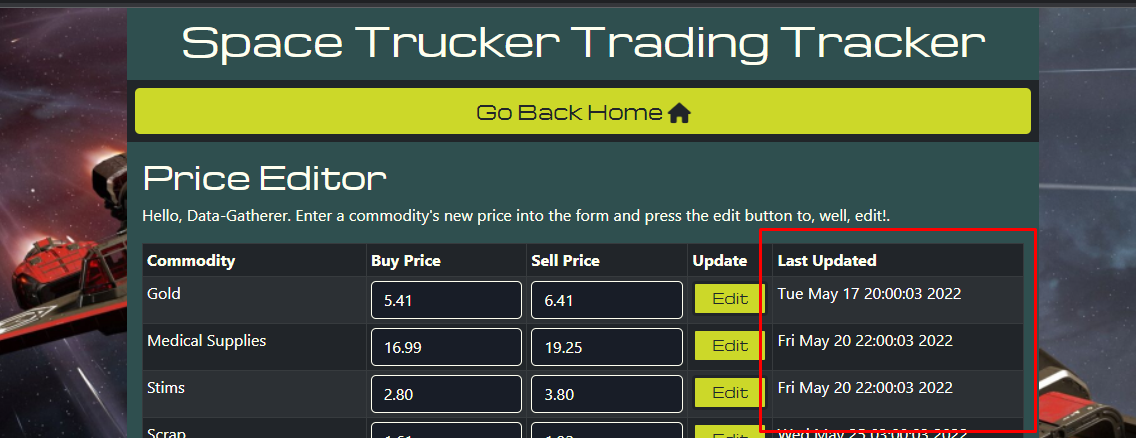 Space Trucker Trading Tracker
Go Back Home
Price Editor
Hello, Data-Gatherer. Enter a commodity's new price into the form and press the edit button to, well, edit!.
Commodity Buy Price Sell Price Update Last Updated
Gold 5.41 6.41 Edit Tue May 17 20:00:03 2022
Medical Supplies 16.99 19.25 Edit Fri May 20 22:00:03 2022
Stims 2.80 3.80 Edit Fri May 20 22:00:03 2022
Scrap Edit Wed May 25 03:00:03 2022